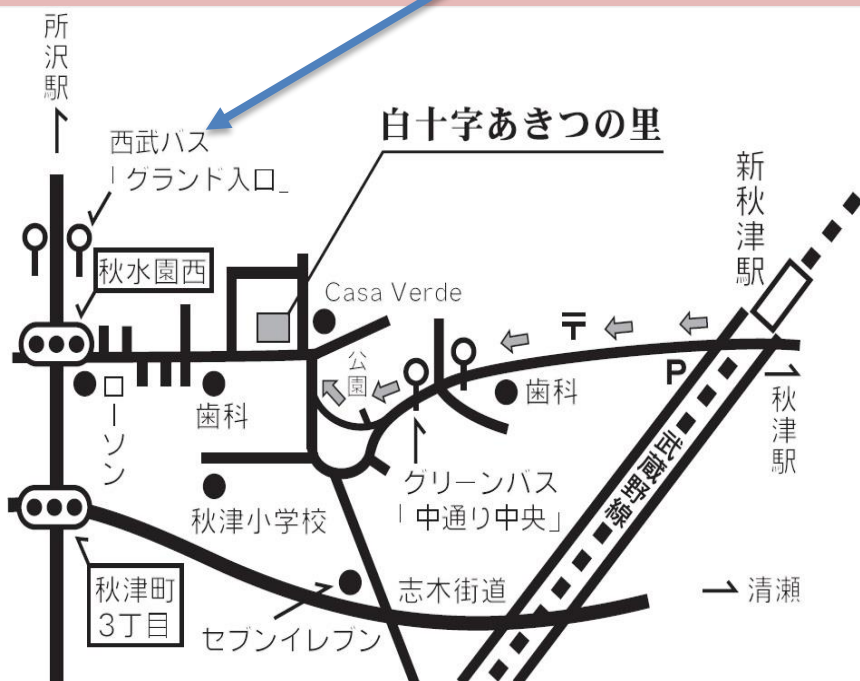 所沢駅
西武バス
「グランド入口」
白十字あきつの里
新秋津駅
秋水園西
Casa Verde
〒
公園
P
ローソン
歯科
歯科
秋津駅
武蔵野線
グリーンバス
「中通り中央」
秋津小学校
秋津町
3丁目
セブンイレブン
志木街道
清瀬